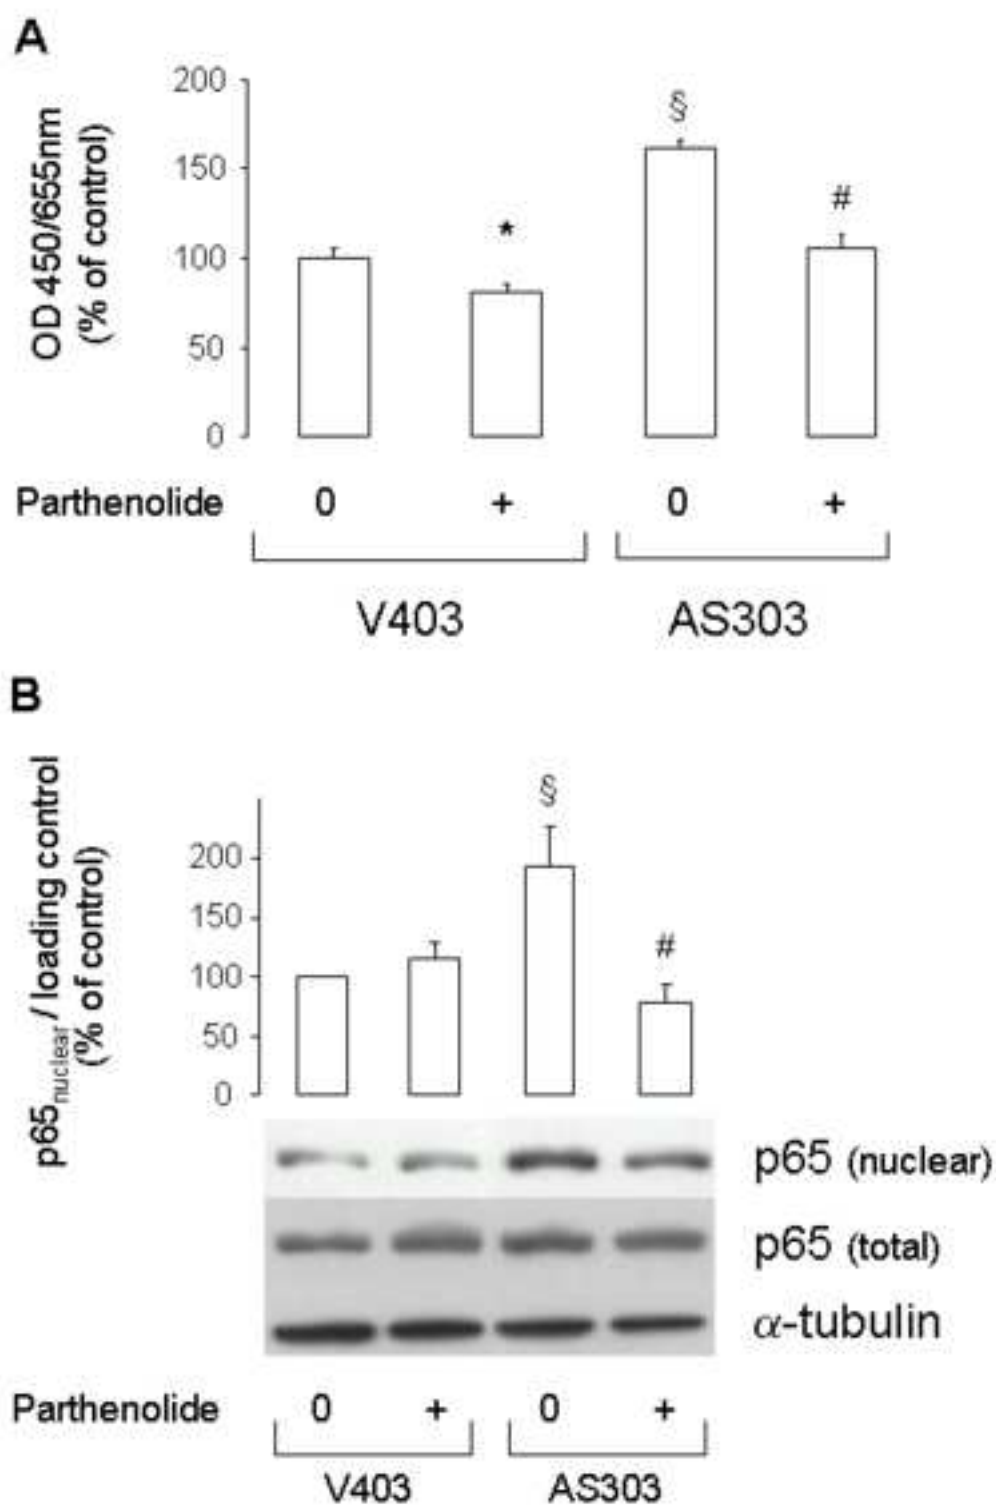 A
OD 450/655nm
(% of control)
200
150
100
50
0
*
§
#
Parthenolide 0 + 0 +
V403 AS303
B
p65nuclear / loading control
(% of control)
200
150
100
50
0
§
#
p65 (nuclear)
p65 (total)
α-tubulin
Parthenolide 0 + 0 +
V403 AS303